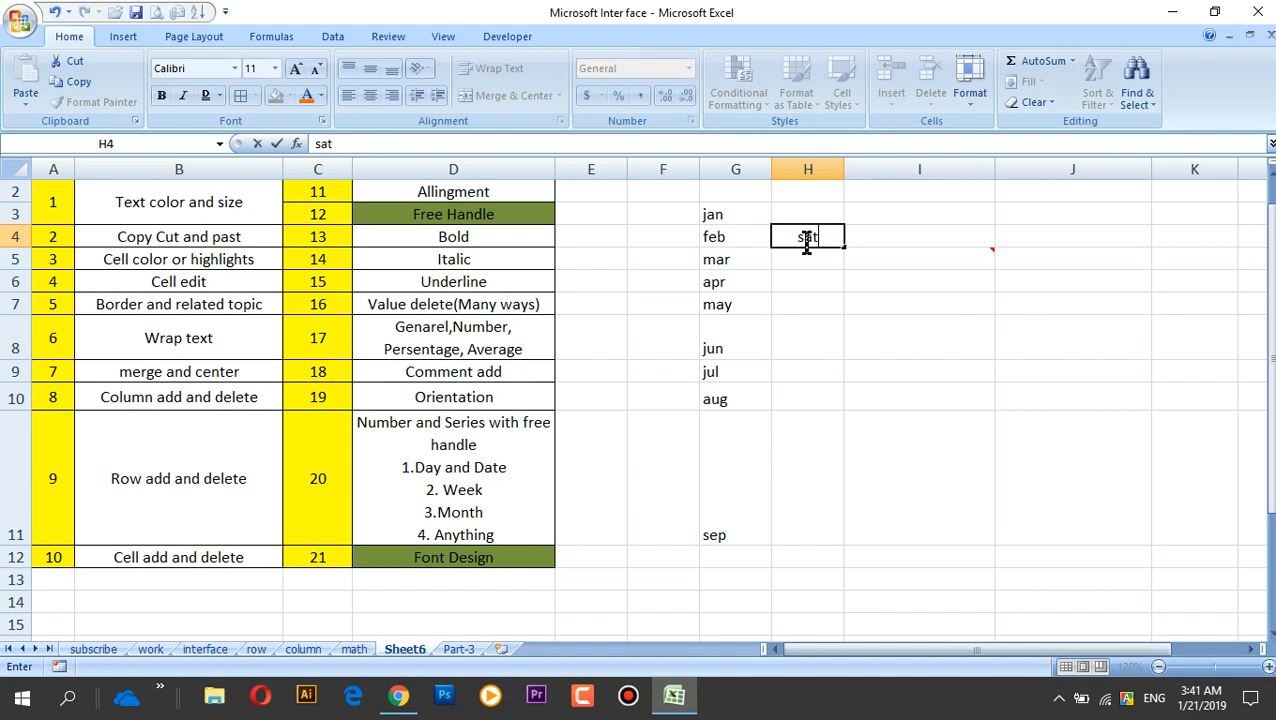 Microsoft Inter face - Microsoft Excel
Home Insert Page Layout Formulas Data Review View Developer
Paste Cut Copy Format Painter Clipboard
Calibri 11 Font
Wrap Text Merge & Center Alignment
General Number
Conditional Formatting Format as Table Cell Styles Styles
Insert Delete Format Cells
AutoSum Fill Clear Sort & Filter Find & Select Editing
H4 fx sat
A B C D E F G H I J K
2 1 Text color and size 11 Allingment
3 12 Free Handle jan
4 2 Copy Cut and past 13 Bold feb sat
5 3 Cell color or highlights 14 Italic mar
6 4 Cell edit 15 Underline apr
7 5 Border and related topic 16 Value delete(Many ways) may
8 6 Wrap text 17 Genarel,Number,
Persentage, Average jun
9 7 merge and center 18 Comment add jul
10 8 Column add and delete 19 Orientation aug
11 9 Row add and delete 20 Number and Series with free
handle
1.Day and Date
2. Week
3.Month
4. Anything sep
12 10 Cell add and delete 21 Font Design
13
14
15
subscribe work interface row column math Sheet6 Part-3
Enter 120%
ENG 3:41 AM
1/21/2019